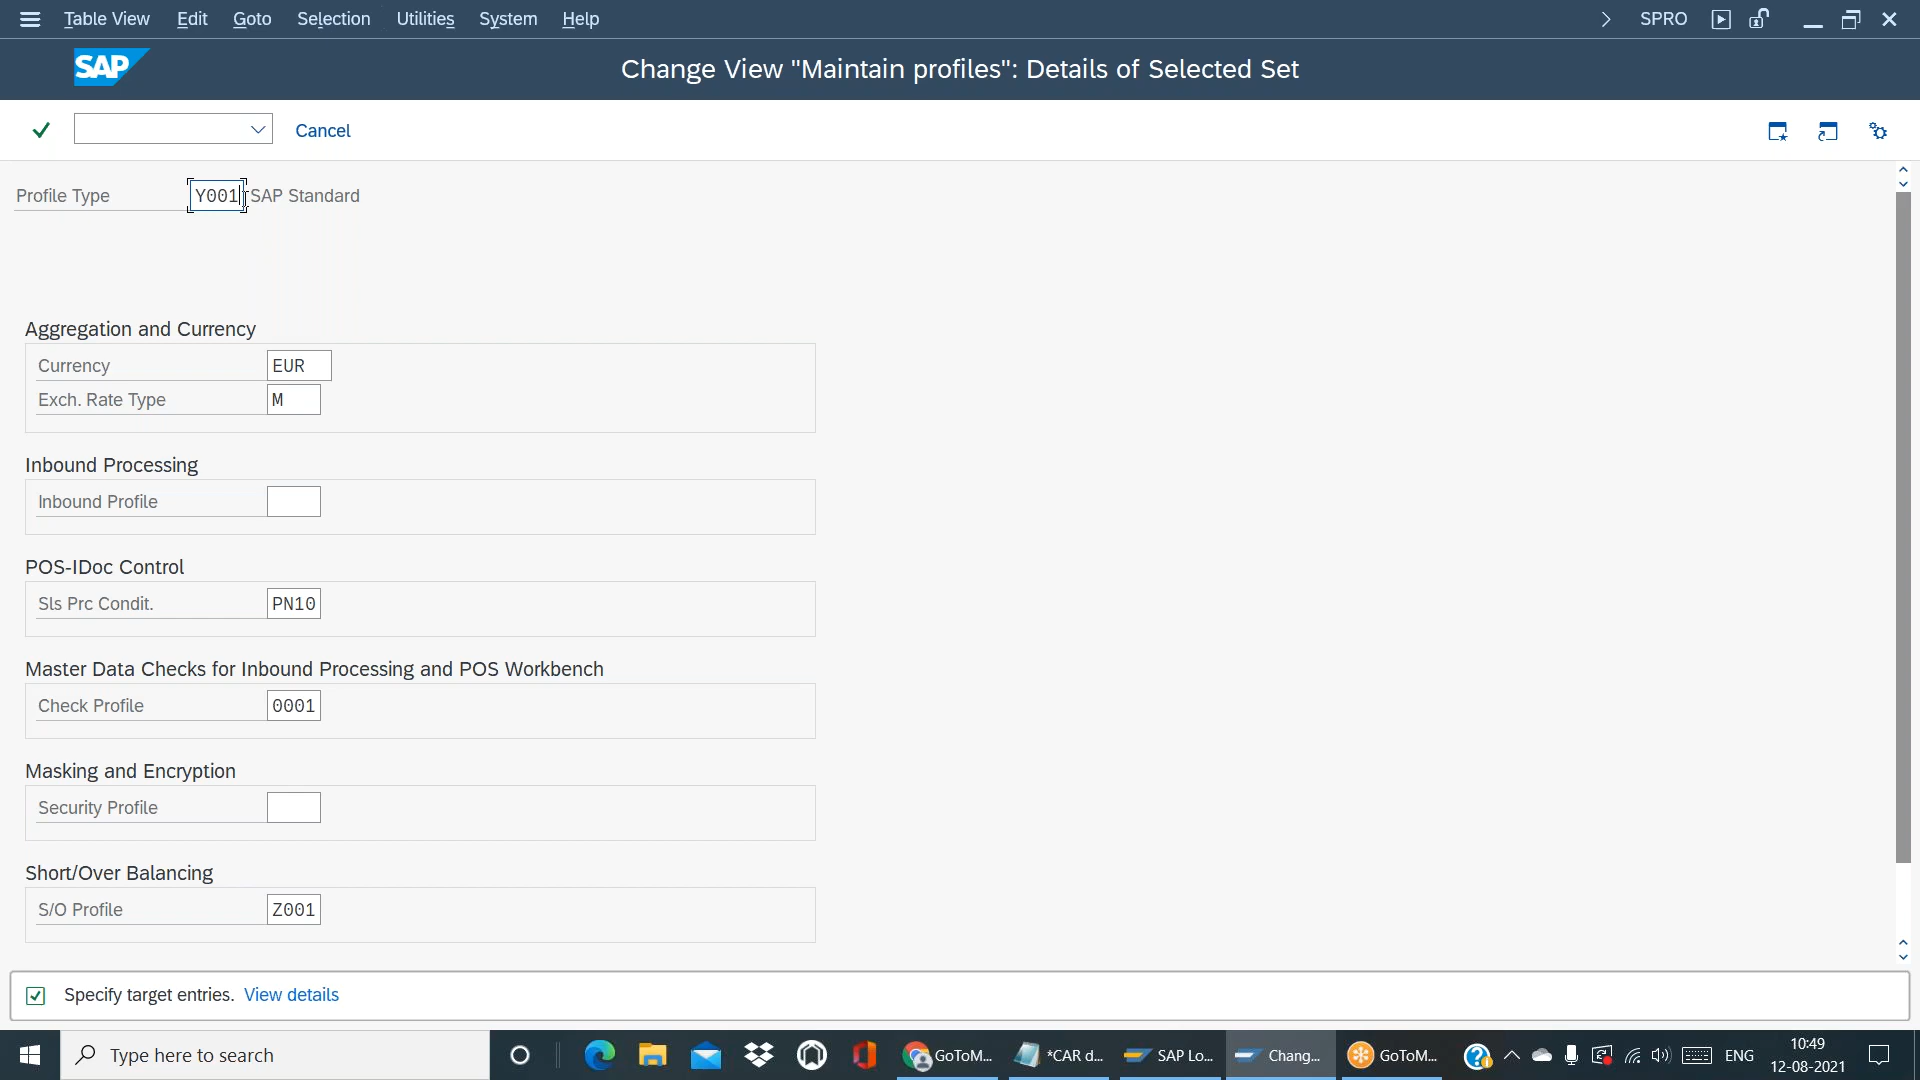 Table View Edit Goto Selection Utilities System Help SPRO
SAP Change View "Maintain profiles": Details of Selected Set
Cancel
Profile Type Y001 SAP Standard
Aggregation and Currency
Currency EUR
Exch. Rate Type M
Inbound Processing
Inbound Profile
POS-IDoc Control
Sls Prc Condit. PN10
Master Data Checks for Inbound Processing and POS Workbench
Check Profile 0001
Masking and Encryption
Security Profile
Short/Over Balancing
S/O Profile Z001
Specify target entries. View details
Type here to search GoToM... *CAR d... SAP Lo... Chang... GoToM... ENG 10:49
12-08-2021